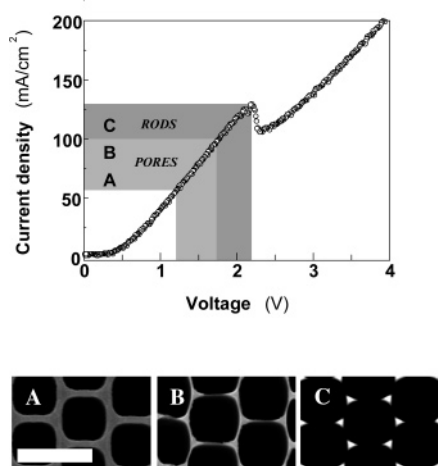 200
150
C RODS
100
B
PORES
A
50
0
0 1 2 3 4
Current density (mA/cm²)
Voltage (V)
A
B
C